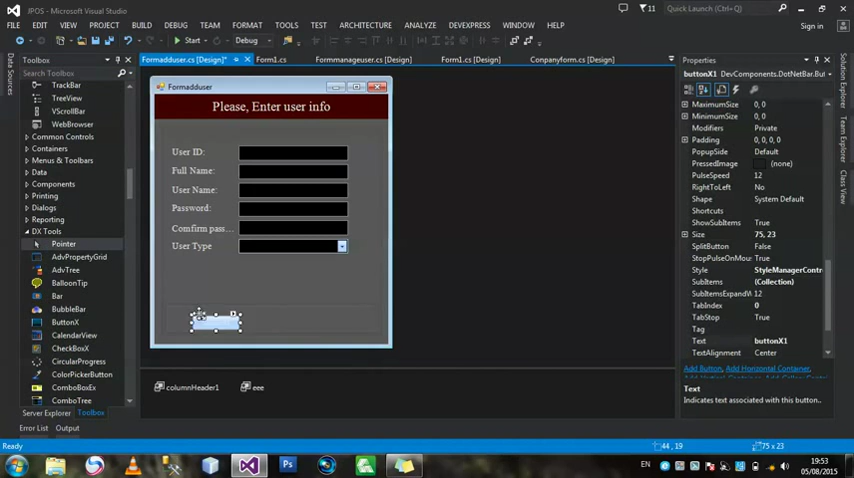 JPOS - Microsoft Visual Studio
11
Quick Launch (Ctrl+Q)
FILE EDIT VIEW PROJECT BUILD DEBUG TEAM FORMAT TOOLS TEST ARCHITECTURE ANALYZE DEVEXPRESS WINDOW HELP
Sign in
Start Debug
Data Sources
Toolbox
Search Toolbox
TrackBar
TreeView
VScrollBar
WebBrowser
Common Controls
Containers
Menus & Toolbars
Data
Components
Printing
Dialogs
DX Tools
Pointer
AdvPropertyGrid
AdvTree
BalloonTip
Bar
BubbleBar
ButtonX
CalendarView
CheckBoxX
CircularProgress
ColorPickerButton
ComboBoxEx
ComboTree
Server Explorer Toolbox
Error List Output
Formadduser.cs [Design]* Form1.cs Formmanageuser.cs Form1.cs [Design] Conpanyform.cs
Formadduser
Please, Enter user info
User ID:
Full Name:
User Name:
Password:
Comfirm pass...
User Type
columnHeader1 eee
Properties
buttonX1 DevComponents.DotNetBar.But
MaximumSize 0, 0
MinimumSize 0, 0
Modifiers Private
Padding 0, 0, 0, 0
PopupSide Default
PressedImage (none)
PulseSpeed 12
RightToLeft No
Shape System Default
Shortcuts
ShowSubItems True
Size 75, 23
SplitButton False
StopPulseOnMous True
Style StyleManagerContr
SubItems (Collection)
SubItemsExpandW 12
TabIndex 0
TabStop True
Tag
Text buttonX1
TextAlignment Center
Add Button, Add Horizontal Container,
Text
Indicates text associated with this button..
Solution Explorer
Team Explorer
Class View
Ready
44 , 19
75 x 23
EN
19:53
05/08/2015